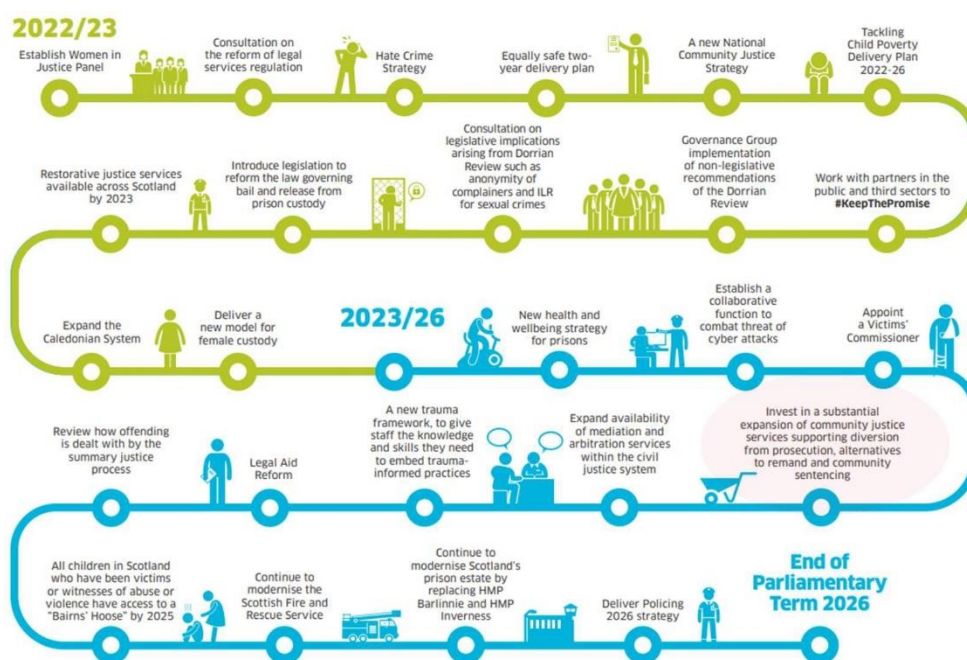 2022/23
Establish Women in
Justice Panel
Consultation on
the reform of legal
services regulation
Hate Crime
Strategy
Equally safe two-
year delivery plan
A new National
Community Justice
Strategy
Tackling
Child Poverty
Delivery Plan
2022-26
Restorative justice services
available across Scotland
by 2023
Introduce legislation to
reform the law governing
bail and release from
prison custody
Consultation on
legislative implications
arising from Dorrian
Review such as
anonymity of
complainers and ILR
for sexual crimes
Governance Group
implementation
of non-legislative
recommendations
of the Dorrian
Review
Work with partners in the
public and third sectors to
#KeepThePromise
Expand the
Caledonian System
Deliver a
new model for
female custody
2023/26
New health and
wellbeing strategy
for prisons
Establish a
collaborative
function to
combat threat of
cyber attacks
Appoint
a Victims'
Commissioner
Review how offending
is dealt with by the
summary justice
process
Legal Aid
Reform
A new trauma
framework, to give
staff the knowledge
and skills they need
to embed trauma-
informed practices
Expand availability
of mediation and
arbitration services
within the civil
justice system
Invest in a substantial
expansion of community justice
services supporting diversion
from prosecution, alternatives
to remand and community
sentencing
All children in Scotland
who have been victims
or witnesses of abuse or
violence have access to a
"Bairns' Hoose" by 2025
Continue to
modernise the
Scottish Fire and
Rescue Service
Continue to
modernise Scotland's
prison estate by
replacing HMP
Barlinnie and HMP
Inverness
Deliver Policing
2026 strategy
End of
Parliamentary
Term 2026